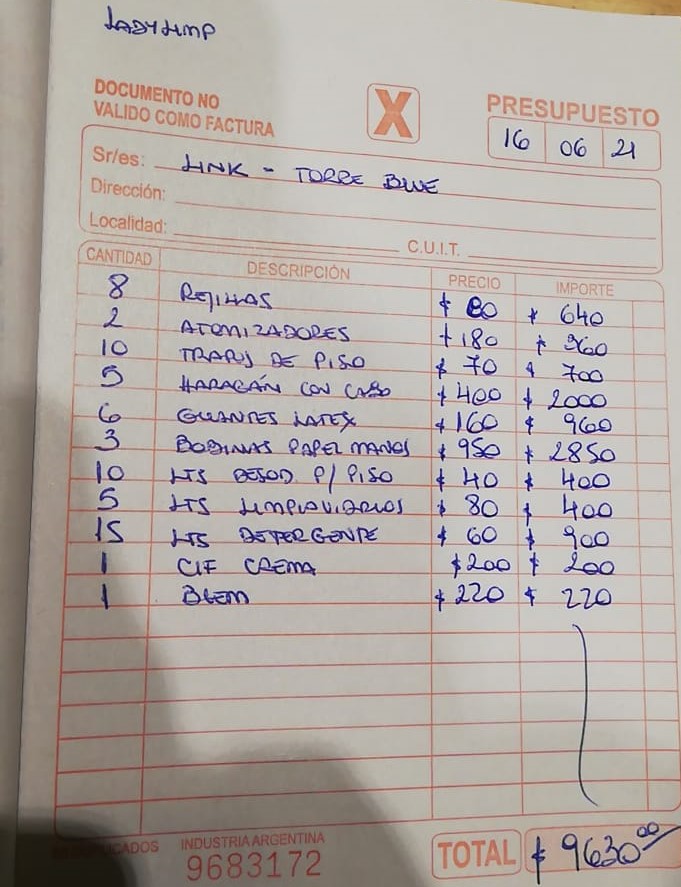 LADYLIMP
DOCUMENTO NO
VALIDO COMO FACTURA
X
PRESUPUESTO
16 06 21
Sr/es: LINK - TORRE BLUE
Dirección:
Localidad:
C.U.I.T.
CANTIDAD DESCRIPCIÓN PRECIO IMPORTE
8 REJILLAS $ 80 $ 640
2 ATOMIZADORES $ 180 $ 360
10 TRAPOS DE PISO $ 70 $ 700
5 HARAGÁN CON CABO $ 400 $ 2000
6 GUANTES LATEX $ 160 $ 960
3 BOBINAS PAPEL MANOS $ 950 $ 2850
10 LTS DESOD P/ PISO $ 40 $ 400
5 LTS LIMPIAVIDRIOS $ 80 $ 400
15 LTS DETERGENTE $ 60 $ 900
1 CIF CREMA $ 200 $ 200
1 BLEM $ 220 $ 220
INDUSTRIA ARGENTINA
9683172
TOTAL $ 9630 00